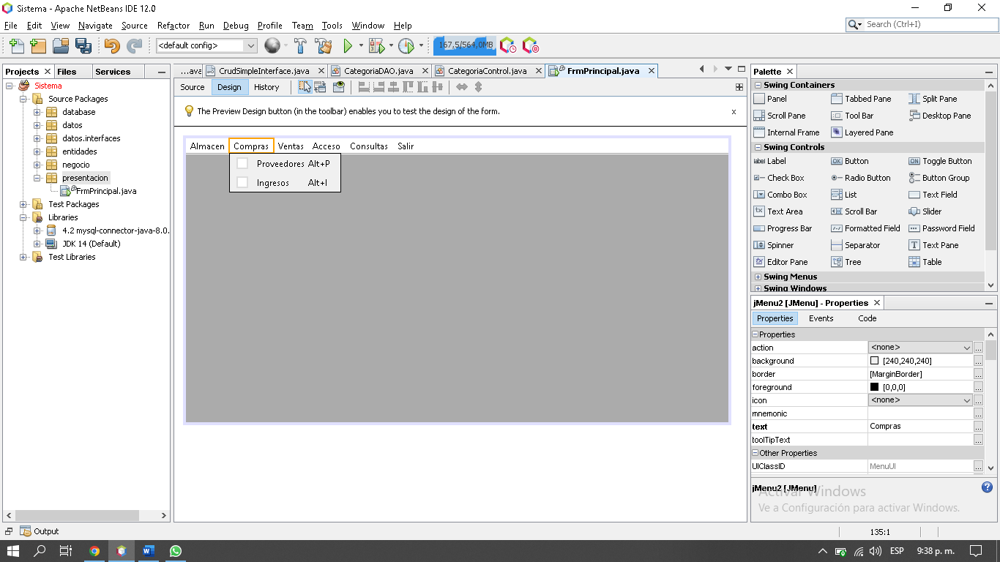 Sistema - Apache NetBeans IDE 12.0
File Edit View Navigate Source Refactor Run Debug Profile Team Tools Window Help
Search (Ctrl+I)
<default config>
167,5/564,0MB
Projects Files Services
Sistema
Source Packages
database
datos
datos.interfaces
entidades
negocio
presentacion
FrmPrincipal.java
Test Packages
Libraries
4.2 mysql-connector-java-8.0.
JDK 14 (Default)
Test Libraries
...ava CrudSimpleInterface.java CategoriaDAO.java CategoriaControl.java FrmPrincipal.java
Source Design History
The Preview Design button (in the toolbar) enables you to test the design of the form. x
Almacen Compras Ventas Acceso Consultas Salir
Proveedores Alt+P
Ingresos Alt+I
Palette
Swing Containers
Panel Tabbed Pane Split Pane
Scroll Pane Tool Bar Desktop Pane
Internal Frame Layered Pane
Swing Controls
label Label OK Button ON Toggle Button
Check Box Radio Button Button Group
Combo Box List Text Field
Text Area Scroll Bar Slider
Progress Bar Formatted Field Password Field
Spinner Separator Text Pane
Editor Pane Tree Table
Swing Menus
Swing Windows
jMenu2 [JMenu] - Properties
Properties Events Code
Properties
action <none> ...
background [240,240,240] ...
border [MarginBorder] ...
foreground [0,0,0] ...
icon <none> ...
mnemonic ...
text Compras ...
toolTipText ...
Other Properties
UIClassID MenuUI ...
jMenu2 [JMenu]
Activar Windows
Ve a Configuración para activar Windows.
Output
135:1
ESP 9:38 p. m.